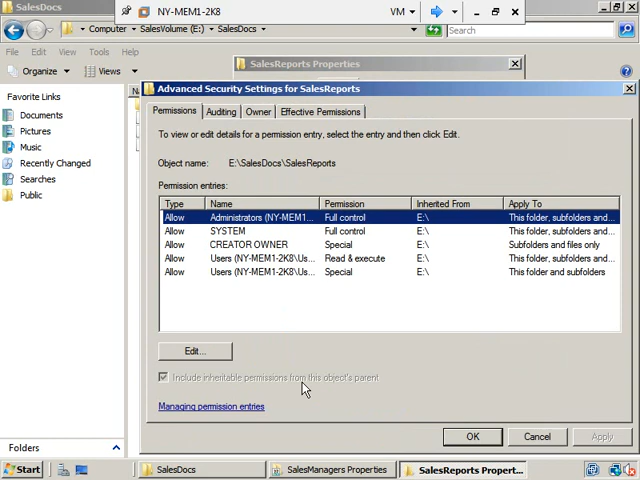 SalesDocs
NY-MEM1-2K8
VM
Computer
SalesVolume (E:)
SalesDocs
Search
File
Edit
View
Tools
Help
Organize
Views
SalesReports Properties
Favorite Links
Documents
Pictures
Music
Recently Changed
Searches
Public
Folders
Na
Advanced Security Settings for SalesReports
Permissions
Auditing
Owner
Effective Permissions
To view or edit details for a permission entry, select the entry and then click Edit.
Object name: E:\SalesDocs\SalesReports
Permission entries:
Type Name Permission Inherited From Apply To
Allow Administrators (NY-MEM1... Full control E:\ This folder, subfolders and...
Allow SYSTEM Full control E:\ This folder, subfolders and...
Allow CREATOR OWNER Special E:\ Subfolders and files only
Allow Users (NY-MEM1-2K8\Us... Read & execute E:\ This folder, subfolders and...
Allow Users (NY-MEM1-2K8\Us... Special E:\ This folder and subfolders
Edit...
Include inheritable permissions from this object's parent
Managing permission entries
OK
Cancel
Apply
Start
SalesDocs
SalesManagers Properties
SalesReports Propert...